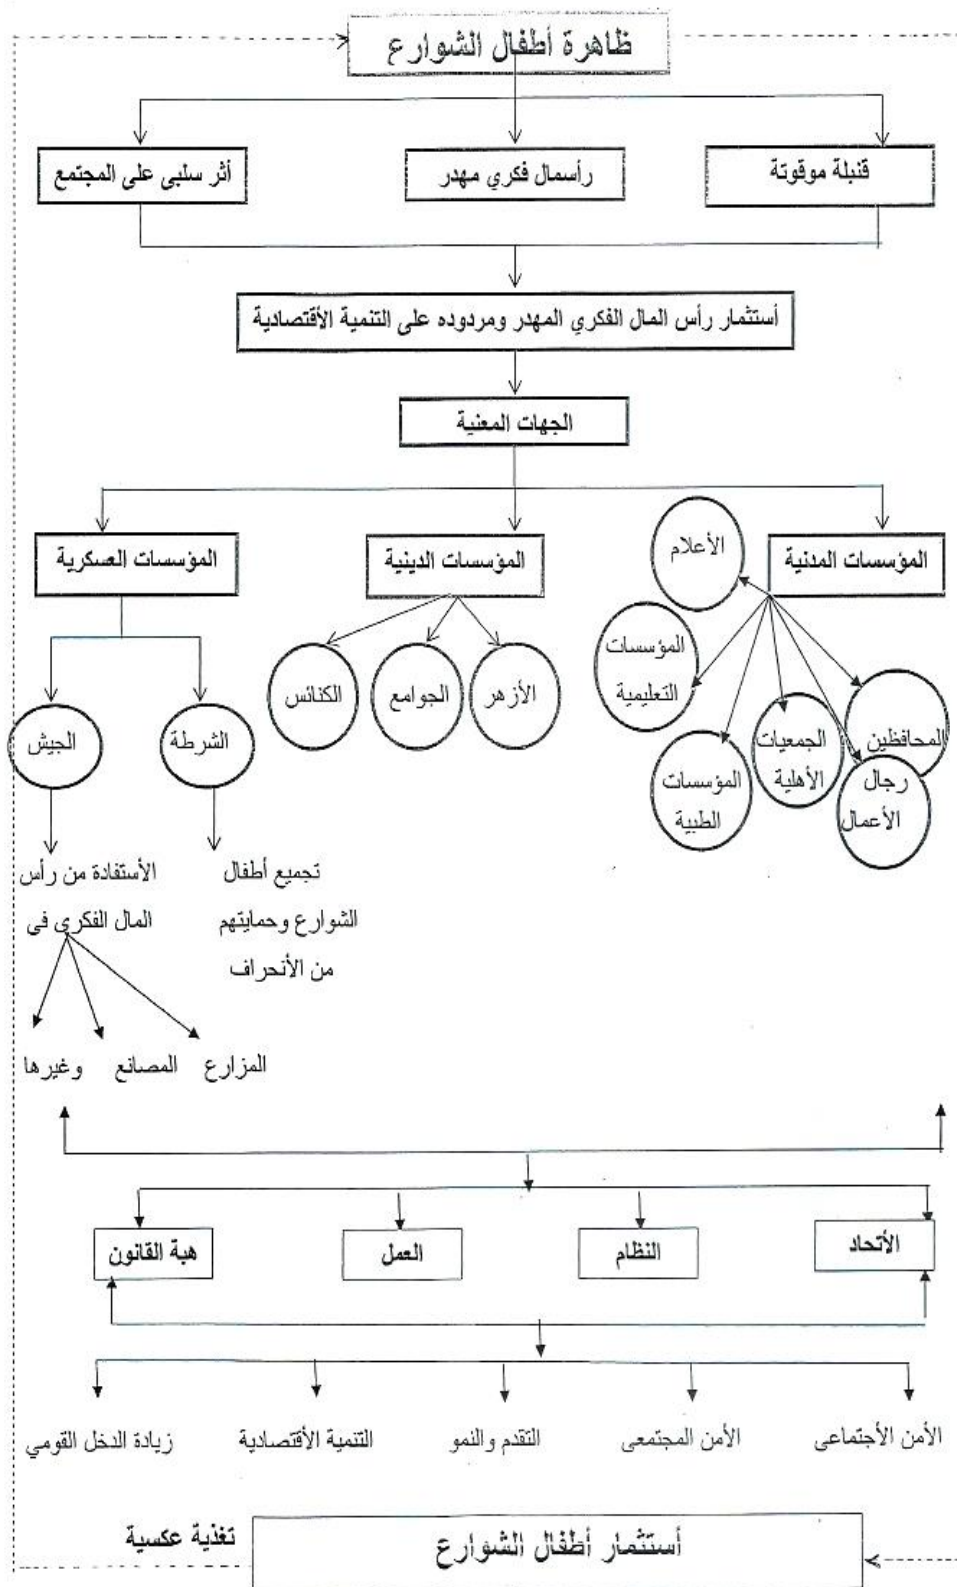 ظاهرة أطفال الشوارع
قنبلة موقوتة
رأسمال فكري مهدر
أثر سلبى على المجتمع
أستثمار رأس المال الفكري المهدر ومردوده على التنمية الأقتصادية
الجهات المعنية
المؤسسات المدنية
المؤسسات الدينية
المؤسسات العسكرية
الأعلام
المؤسسات
التعليمية
المؤسسات
الطبية
الجمعيات
الأهلية
المحافظين
رجال
الأعمال
الأزهر
الجوامع
الكنائس
الشرطة
الجيش
تجميع أطفال
الشوارع وحمايتهم
من الأنحراف
الأستفادة من رأس
المال الفكرى فى
المزارع
المصانع
وغيرها
الأتحاد
النظام
العمل
هبة القانون
الأمن الأجتماعى
الأمن المجتمعى
التقدم والنمو
التنمية الأقتصادية
زيادة الدخل القومي
أستثمار أطفال الشوارع
تغذية عكسية